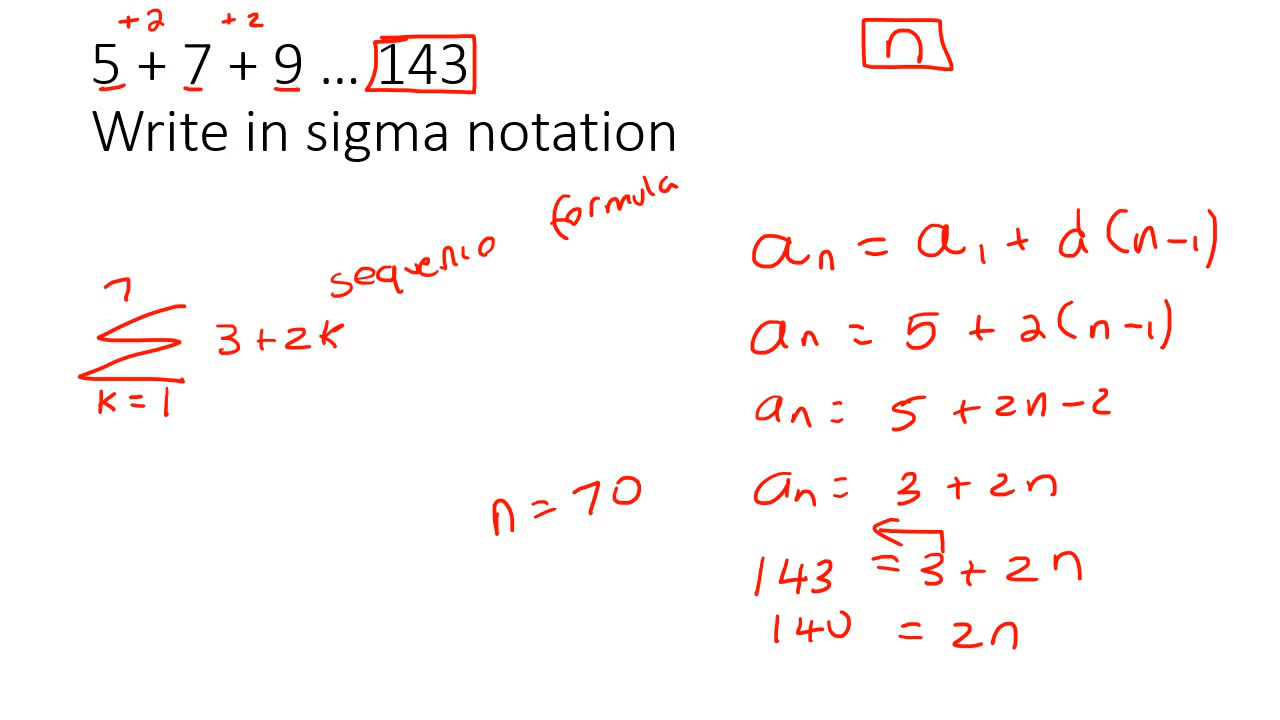 +2 +2
5 + 7 + 9 … 143
n
Write in sigma notation
sequenc formula
7
Σ 3+2k
k = 1
n = 70
an = a1 + d(n-1)
an = 5 + 2(n-1)
an = 5 + 2n-2
an = 3 + 2n
143 = 3+ 2n
140 = 2n